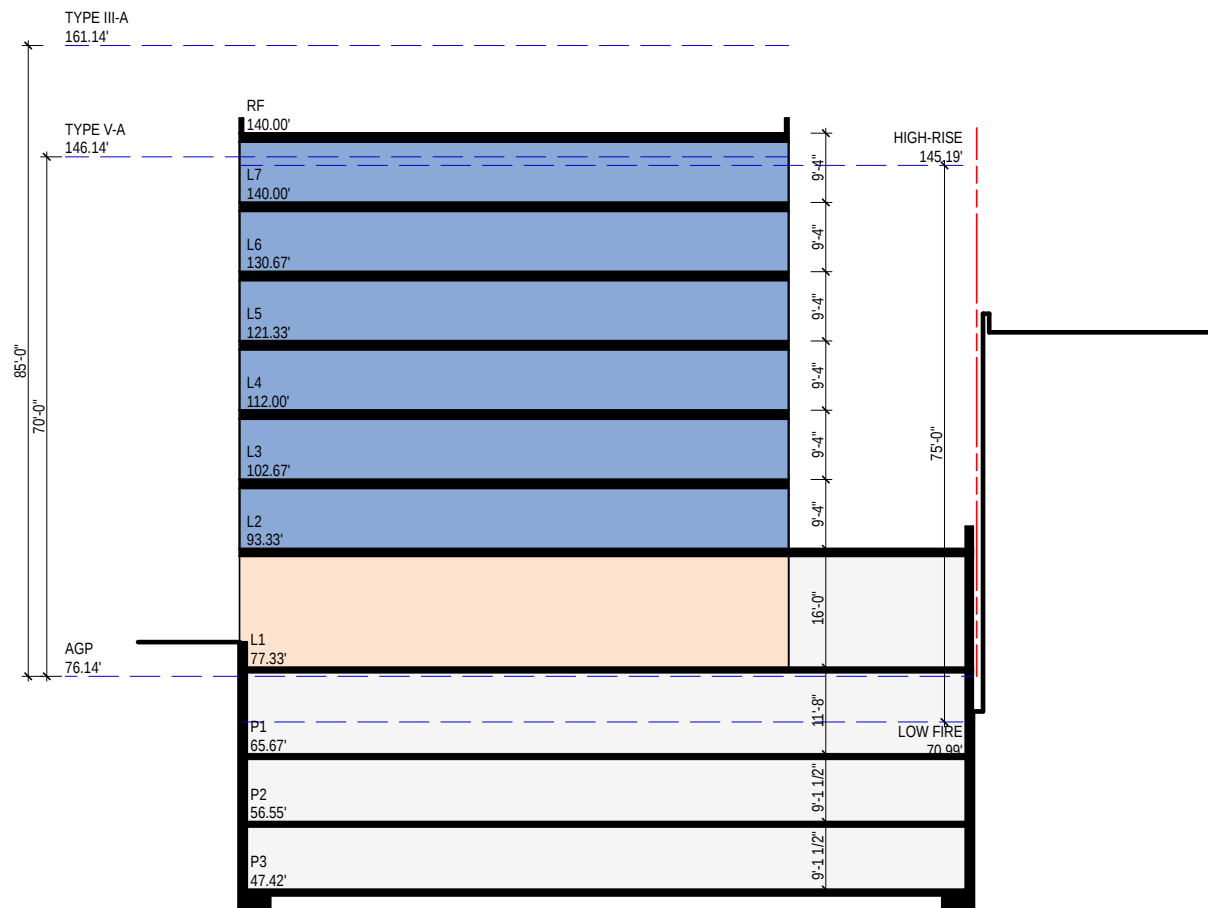 TYPE III-A
161.14'
RF
140.00'
TYPE V-A
146.14'
HIGH-RISE
145.19'
L7
140.00'
9'-4"
L6
130.67'
9'-4"
L5
121.33'
9'-4"
L4
112.00'
9'-4"
L3
102.67'
9'-4"
L2
93.33'
9'-4"
85'-0"
70'-0"
75'-0"
16'-0"
L1
77.33'
AGP
76.14'
11'-8"
P1
65.67'
LOW FIRE
70.99'
P2
56.55'
9'-1 1/2"
P3
47.42'
9'-1 1/2"